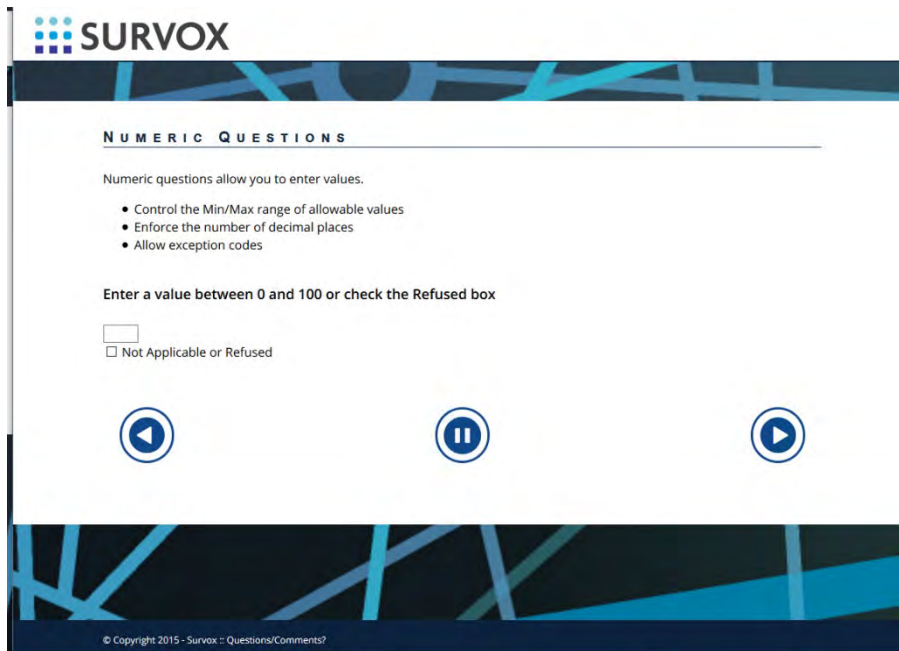 SURVOX
NUMERIC QUESTIONS
Numeric questions allow you to enter values.
• Control the Min/Max range of allowable values
• Enforce the number of decimal places
• Allow exception codes
Enter a value between 0 and 100 or check the Refused box
Not Applicable or Refused
© Copyright 2015 - Survox :: Questions/Comments?